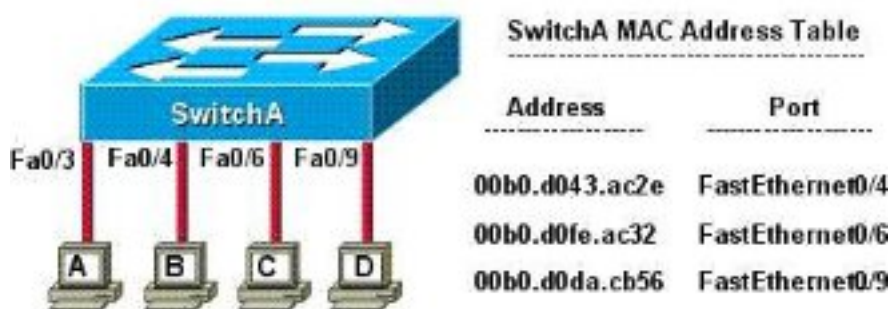 SwitchA MAC Address Table
Address Port
SwitchA
Fa0/3 Fa0/4 Fa0/6 Fa0/9
00b0.d043.ac2e FastEthernet0/4
00b0.d0fe.ac32 FastEthernet0/6
00b0.d0da.cb56 FastEthernet0/9
A B C D